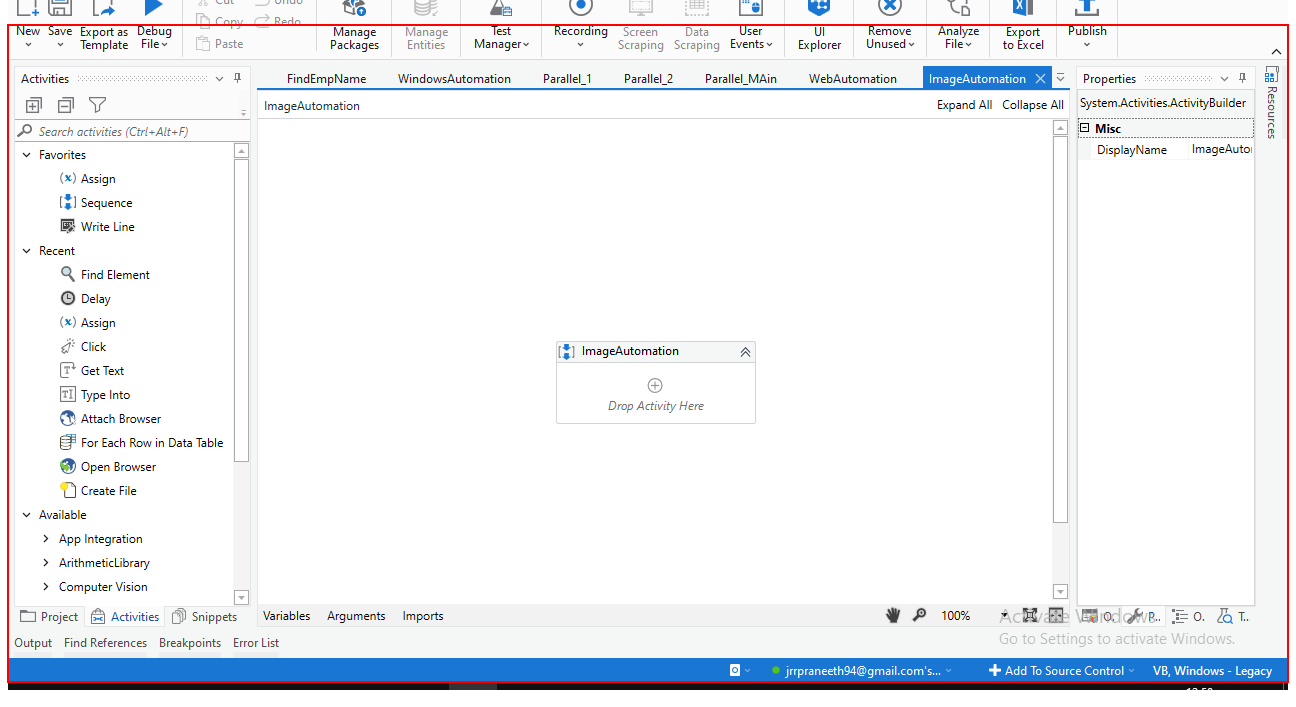 Cut
Undo
Copy
Redo
Paste
New
Save
Export as Template
Debug File
Manage Packages
Manage Entities
Test Manager
Recording
Screen Scraping
Data Scraping
User Events
UI Explorer
Remove Unused
Analyze File
Export to Excel
Publish
Activities
Search activities (Ctrl+Alt+F)
Favorites
Assign
Sequence
Write Line
Recent
Find Element
Delay
Assign
Click
Get Text
Type Into
Attach Browser
For Each Row in Data Table
Open Browser
Create File
Available
App Integration
ArithmeticLibrary
Computer Vision
Project Activities Snippets
FindEmpName WindowsAutomation Parallel_1 Parallel_2 Parallel_MAin WebAutomation ImageAutomation
ImageAutomation Expand All Collapse All
ImageAutomation
Drop Activity Here
Variables Arguments Imports 100%
Properties
System.Activities.ActivityBuilder
Misc
DisplayName ImageAuto
Resources
O. P.. O. T..
Activate Windows
Go to Settings to activate Windows.
Output Find References Breakpoints Error List
jrrpraneeth94@gmail.com's... Add To Source Control VB, Windows - Legacy